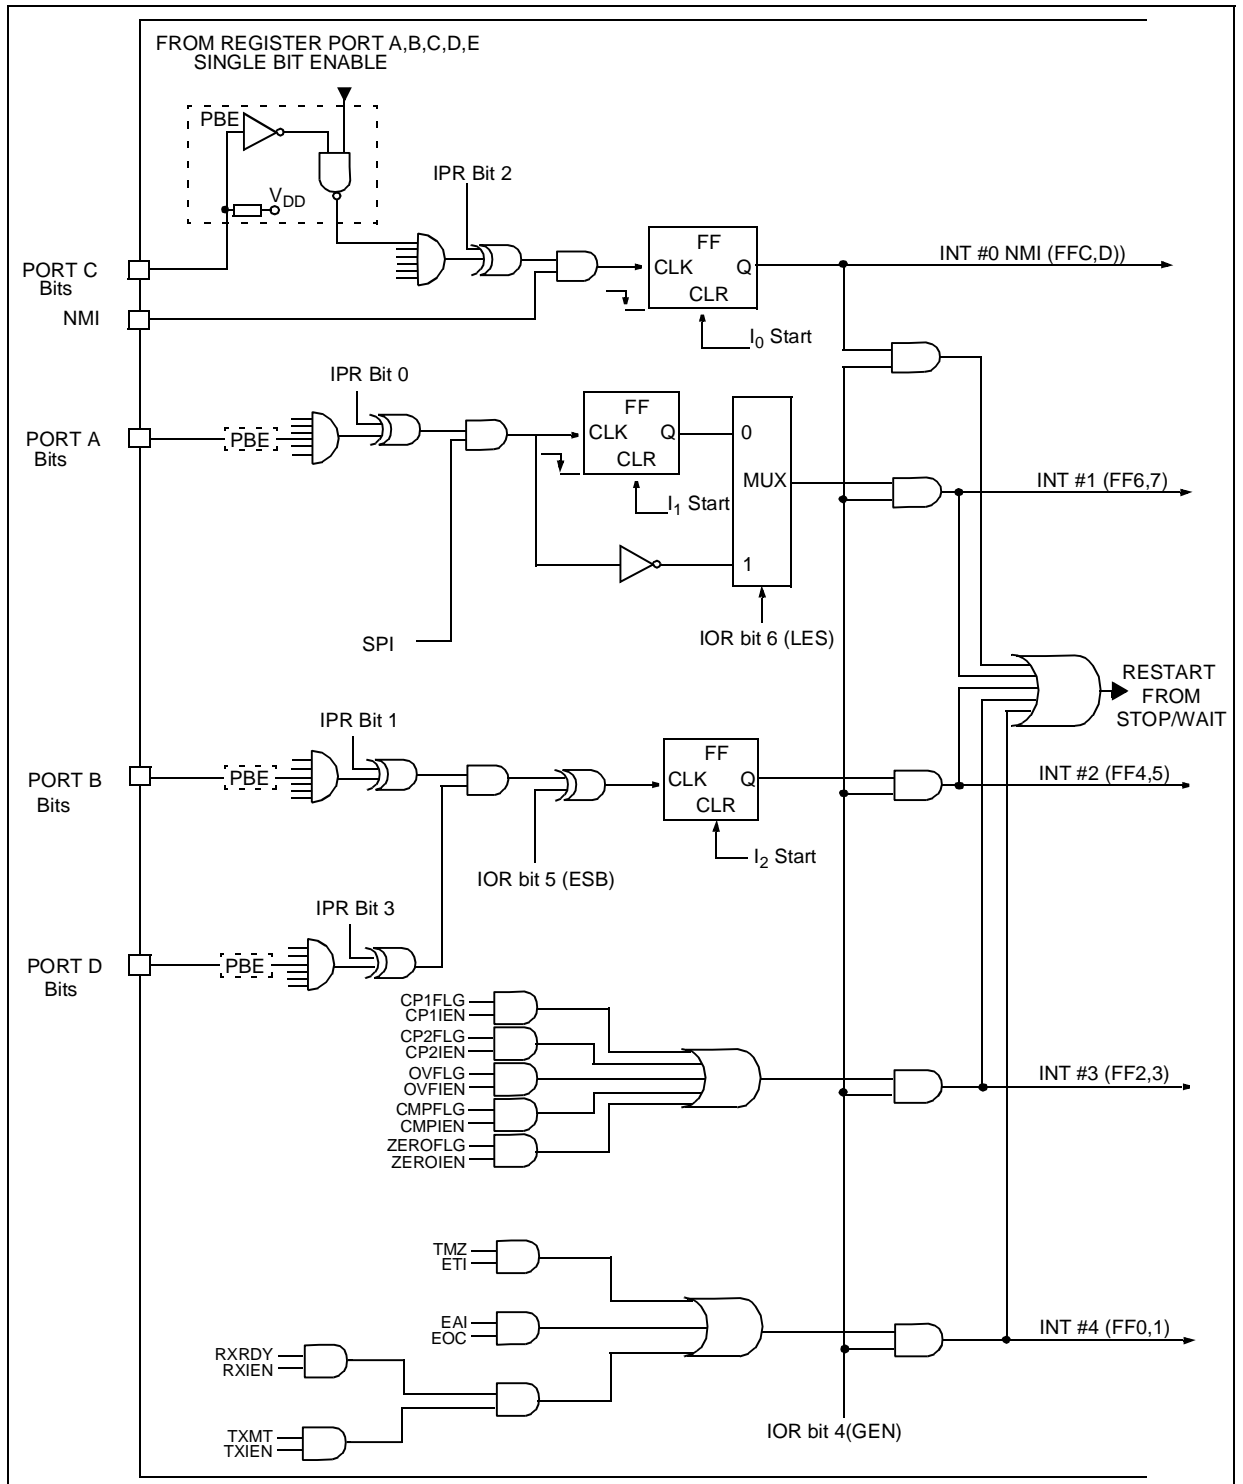 FROM REGISTER PORT A,B,C,D,E
SINGLE BIT ENABLE
PBE
VDD
IPR Bit 2
PORT C
Bits
NMI
FF
CLK
Q
CLR
I0 Start
INT #0 NMI (FFC,D))
IPR Bit 0
PORT A
Bits
PBE
FF
CLK
Q
CLR
I1 Start
0
MUX
1
INT #1 (FF6,7)
SPI
IOR bit 6 (LES)
RESTART
FROM
STOP/WAIT
IPR Bit 1
PORT B
Bits
PBE
FF
CLK
Q
CLR
I2 Start
INT #2 (FF4,5)
IOR bit 5 (ESB)
IPR Bit 3
PORT D
Bits
PBE
CP1FLG
CP1IEN
CP2FLG
CP2IEN
OVFLG
OVFIEN
CMPFLG
CMPIEN
ZEROFLG
ZEROIEN
INT #3 (FF2,3)
TMZ
ETI
EAI
EOC
RXRDY
RXIEN
TXMT
TXIEN
INT #4 (FF0,1)
IOR bit 4(GEN)